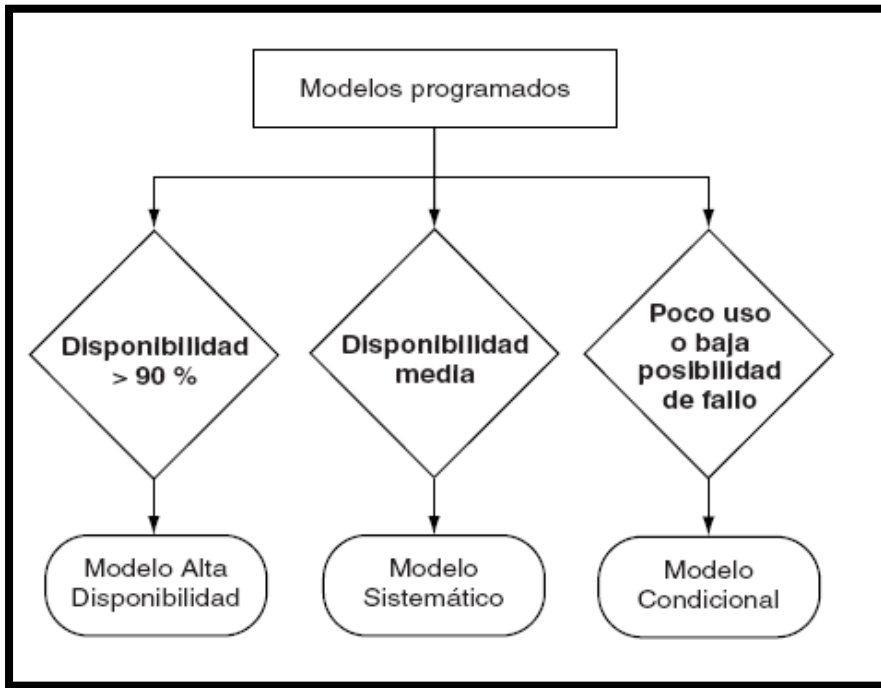 Modelos programados
Disponibilidad
> 90 %
Disponibilidad
media
Poco uso
o baja
posibilidad
de fallo
Modelo Alta
Disponibilidad
Modelo
Sistemático
Modelo
Condicional